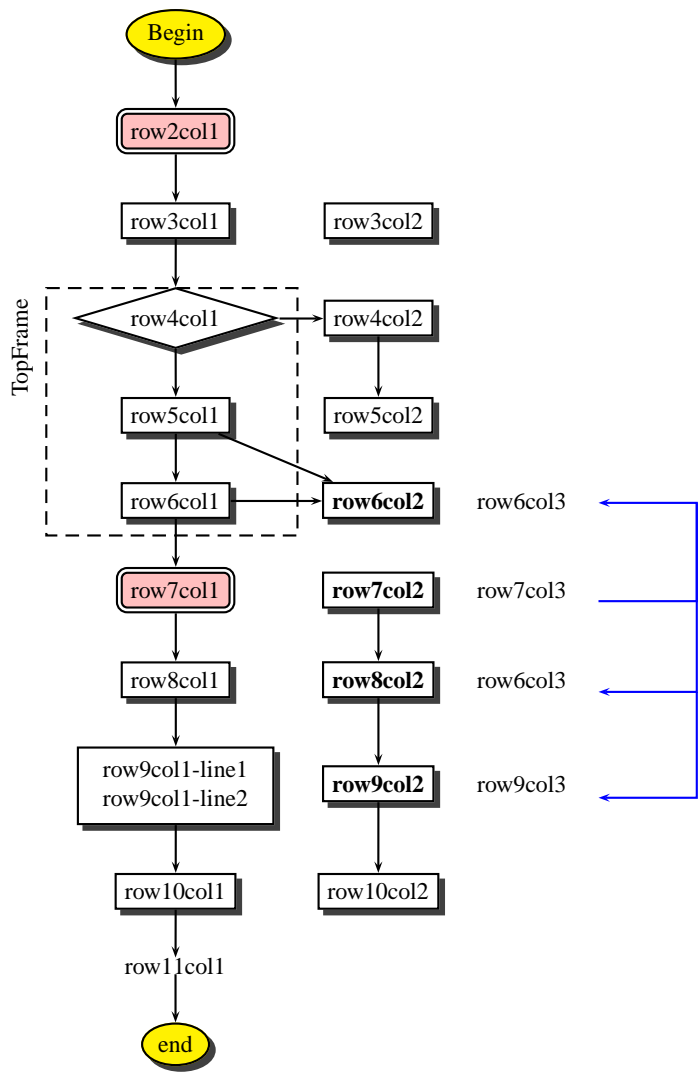 Begin
row2col1
row3col1 row3col2
TopFrame
row4col1 row4col2
row5col1 row5col2
row6col1 row6col2 row6col3
row7col1 row7col2 row7col3
row8col1 row8col2 row6col3
row9col1-line1
row9col1-line2
row9col2 row9col3
row10col1 row10col2
row11col1
end